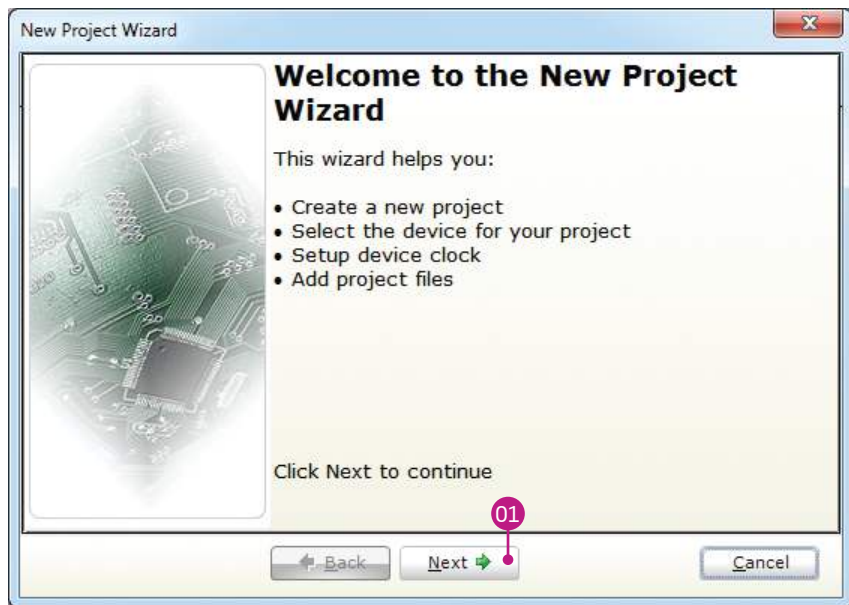 New Project Wizard
Welcome to the New Project
Wizard
This wizard helps you:
• Create a new project
• Select the device for your project
• Setup device clock
• Add project files
Click Next to continue
01
Back Next Cancel